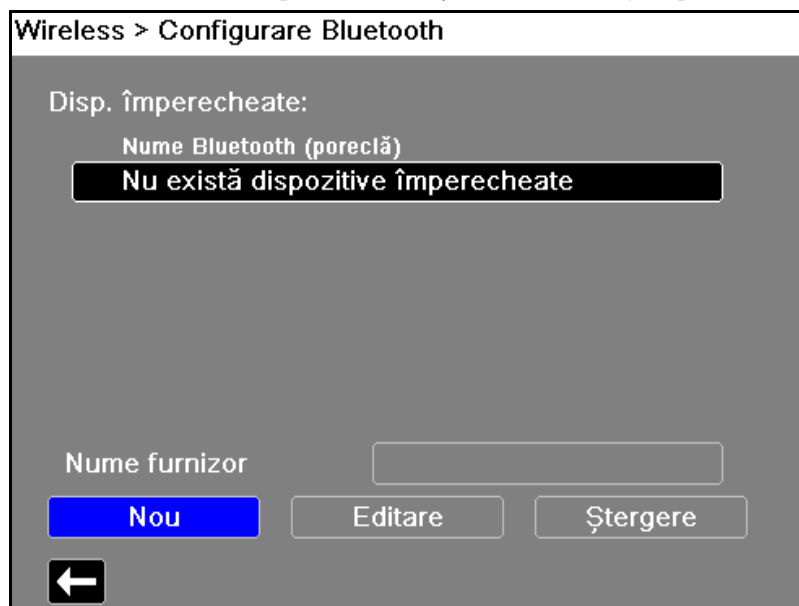 Wireless > Configurare Bluetooth
Disp. împerecheate:
Nume Bluetooth (poreclă)
Nu există dispozitive împerecheate
Nume furnizor
Nou Editare Ștergere